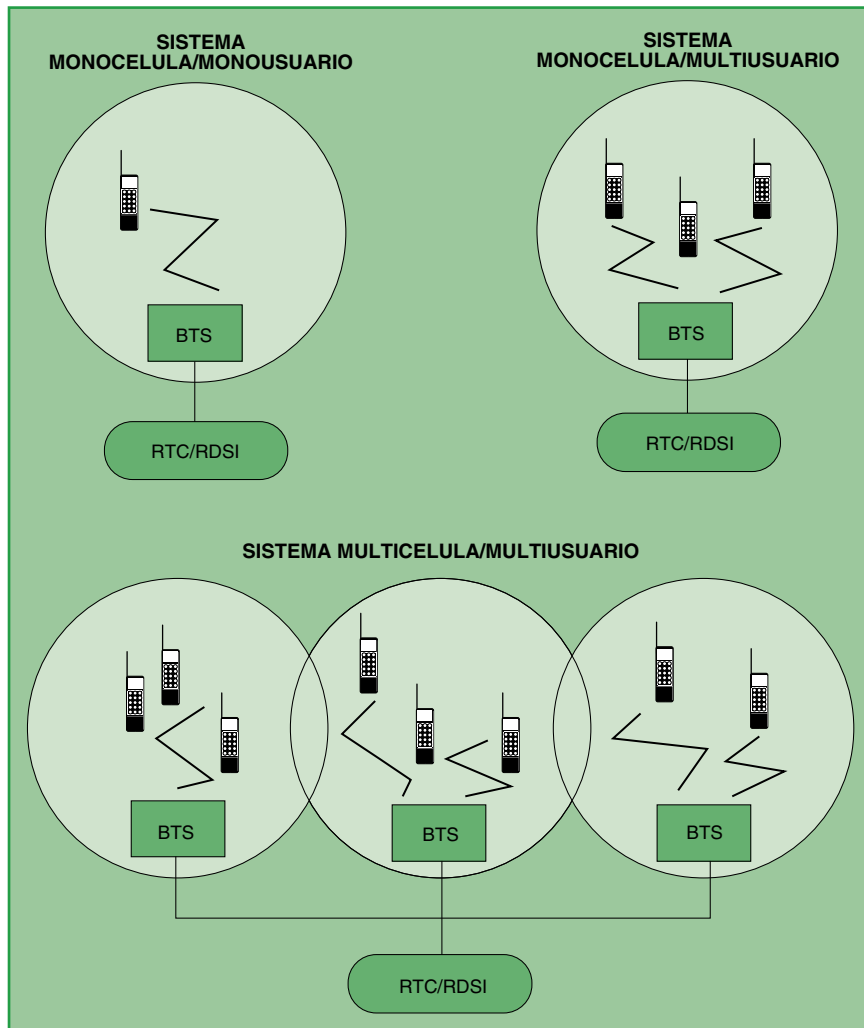 SISTEMA
MONOCELULA/MONOUSUARIO
SISTEMA
MONOCELULA/MULTIUSUARIO
BTS
RTC/RDSI
BTS
RTC/RDSI
SISTEMA MULTICELULA/MULTIUSUARIO
BTS
BTS
BTS
RTC/RDSI